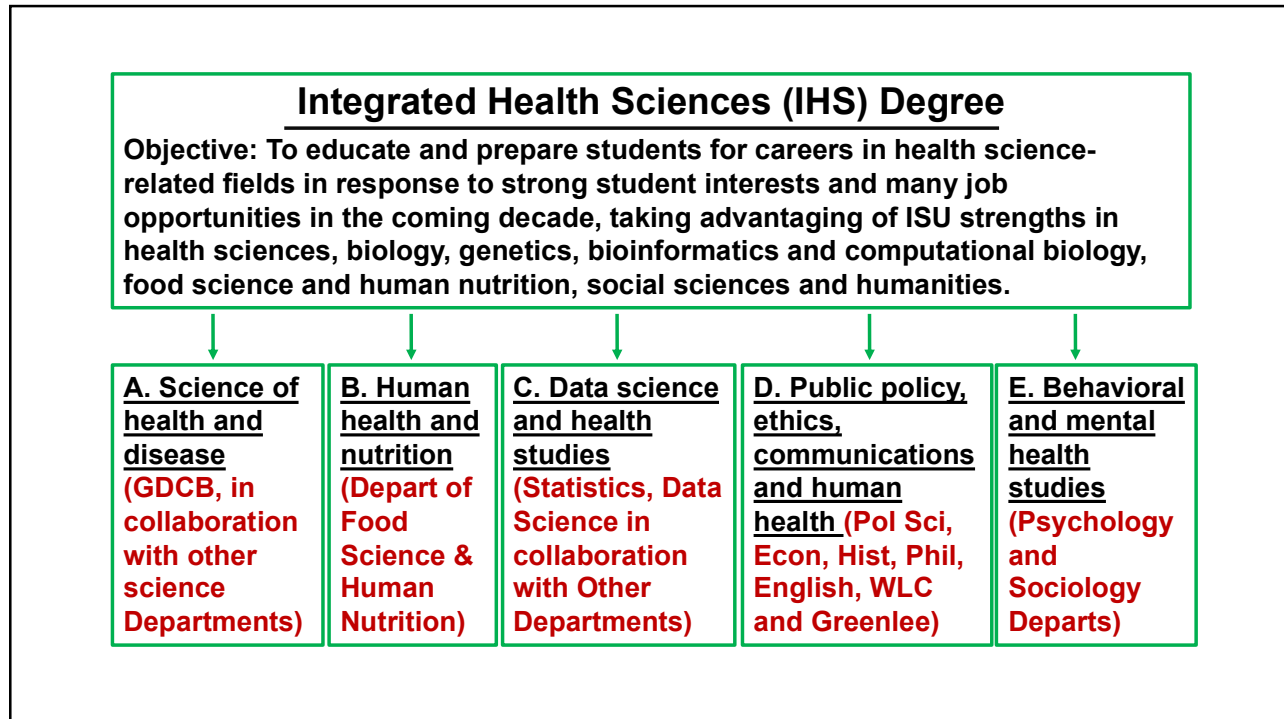 Integrated Health Sciences (IHS) Degree
Objective: To educate and prepare students for careers in health science-
related fields in response to strong student interests and many job
opportunities in the coming decade, taking advantaging of ISU strengths in
health sciences, biology, genetics, bioinformatics and computational biology,
food science and human nutrition, social sciences and humanities.
A. Science of
health and
disease
(GDCB, in
collaboration
with other
science
Departments)
B. Human
health and
nutrition
(Depart of
Food
Science &
Human
Nutrition)
C. Data science
and health
studies
(Statistics, Data
Science in
collaboration
with Other
Departments)
D. Public policy,
ethics,
communications
and human
health (Pol Sci,
Econ, Hist, Phil,
English, WLC
and Greenlee)
E. Behavioral
and mental
health
studies
(Psychology
and
Sociology
Departs)